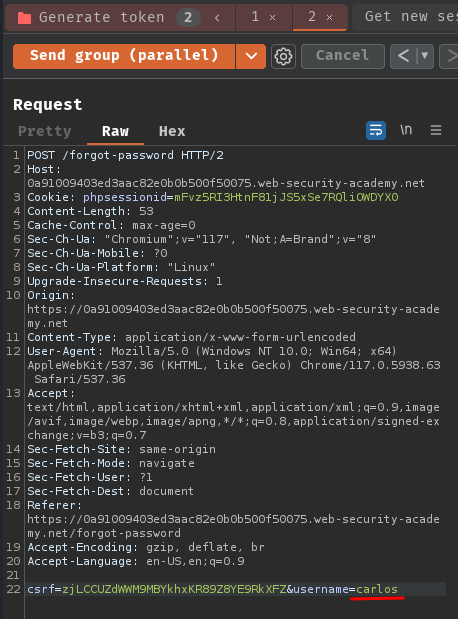 Generate token 2 1 × 2 × Get new se
Send group (parallel) Cancel
Request
Pretty Raw Hex
\n
1 POST /forgot-password HTTP/2
2 Host:
0a91009403ed3aac82e0b0b500f50075.web-security-academy.net
3 Cookie: phpsessionid=mFvz5RI3HtnF81jJS5xSe7RQliOWDYX0
4 Content-Length: 53
5 Cache-Control: max-age=0
6 Sec-Ch-Ua: "Chromium";v="117", "Not;A=Brand";v="8"
7 Sec-Ch-Ua-Mobile: ?0
8 Sec-Ch-Ua-Platform: "Linux"
9 Upgrade-Insecure-Requests: 1
10 Origin:
https://0a91009403ed3aac82e0b0b500f50075.web-security-acade
my.net
11 Content-Type: application/x-www-form-urlencoded
12 User-Agent: Mozilla/5.0 (Windows NT 10.0; Win64; x64)
AppleWebKit/537.36 (KHTML, like Gecko) Chrome/117.0.5938.63
Safari/537.36
13 Accept:
text/html,application/xhtml+xml,application/xml;q=0.9,image
/avif,image/webp,image/apng,*/*;q=0.8,application/signed-ex
change;v=b3;q=0.7
14 Sec-Fetch-Site: same-origin
15 Sec-Fetch-Mode: navigate
16 Sec-Fetch-User: ?1
17 Sec-Fetch-Dest: document
18 Referer:
https://0a91009403ed3aac82e0b0b500f50075.web-security-acade
my.net/forgot-password
19 Accept-Encoding: gzip, deflate, br
20 Accept-Language: en-US,en;q=0.9
21
22 csrf=zjLCCUZdWWM9MBYkhxKR89Z8YE9RkXFZ&username=carlos